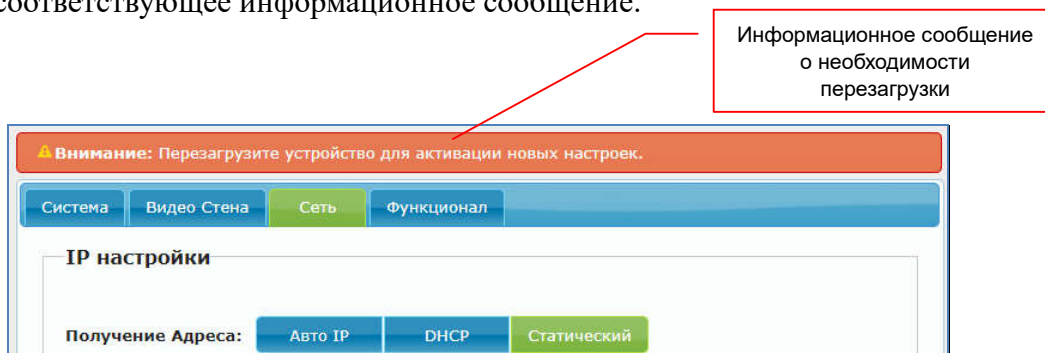 соответствующее информационное сообщение.
Информационное сообщение
о необходимости
перезагрузки
Внимание: Перезагрузите устройство для активации новых настроек.
Система Видео Стена Сеть Функционал
IP настройки
Получение Адреса: Авто IP DHCP Статический